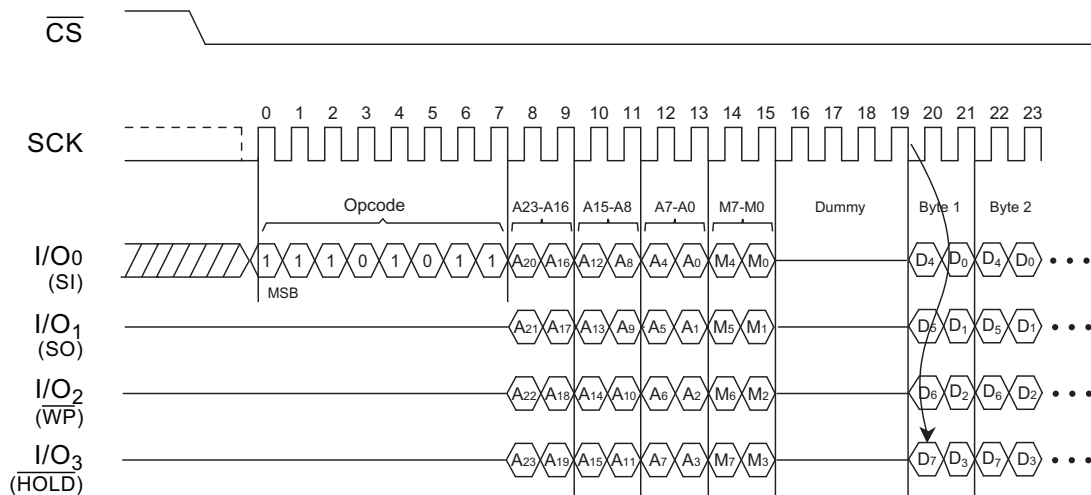 CS
0 1 2 3 4 5 6 7 8 9 10 11 12 13 14 15 16 17 18 19 20 21 22 23
SCK
Opcode A23-A16 A15-A8 A7-A0 M7-M0 Dummy Byte 1 Byte 2
I/O0 1 1 1 0 1 0 1 1 A20 A16 A12 A8 A4 A0 M4 M0 D4 D0 D4 D0
(SI)
MSB
I/O1 A21 A17 A13 A9 A5 A1 M5 M1 D5 D1 D5 D1
(SO)
I/O2 A22 A18 A14 A10 A6 A2 M6 M2 D6 D2 D6 D2
(WP)
I/O3 A23 A19 A15 A11 A7 A3 M7 M3 D7 D3 D7 D3
(HOLD)